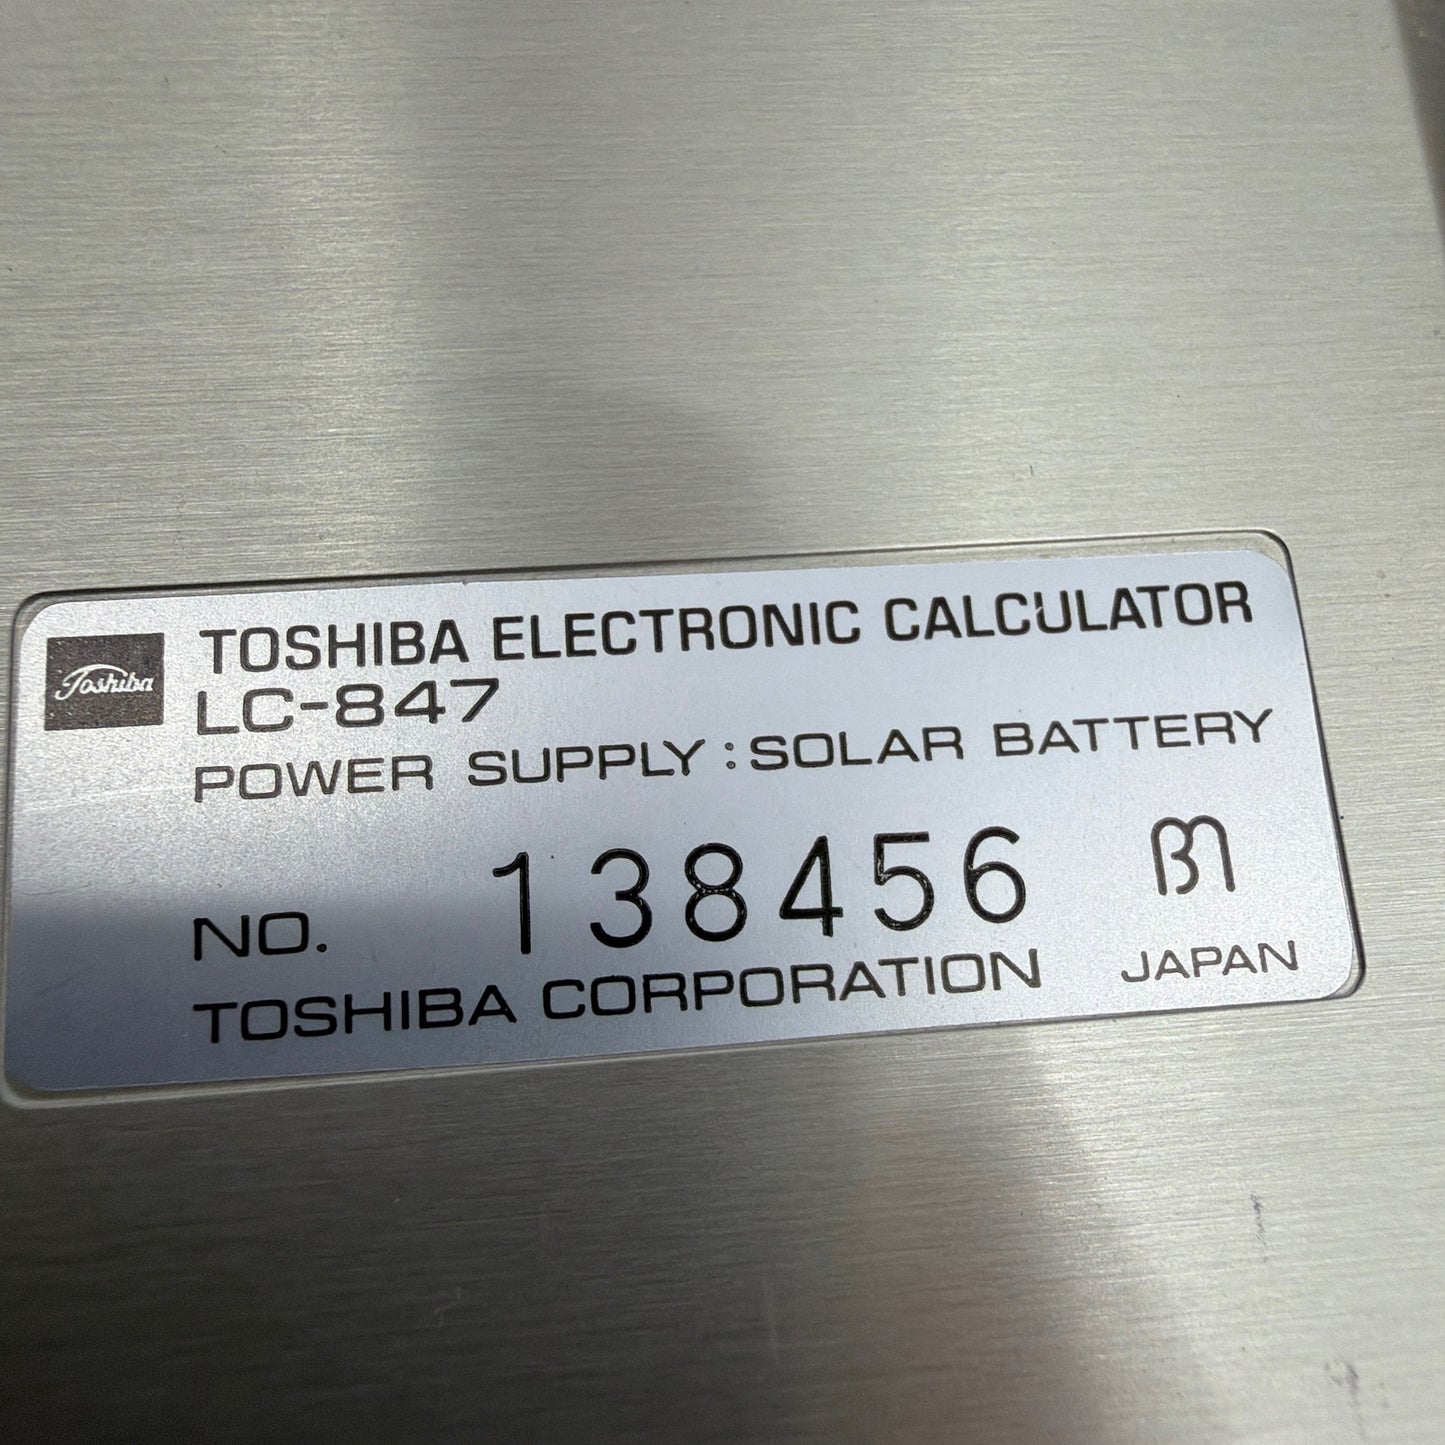 Toshiba
TOSHIBA ELECTRONIC CALCULATOR
LC-847
POWER SUPPLY : SOLAR BATTERY
NO. 138456
TOSHIBA CORPORATION JAPAN